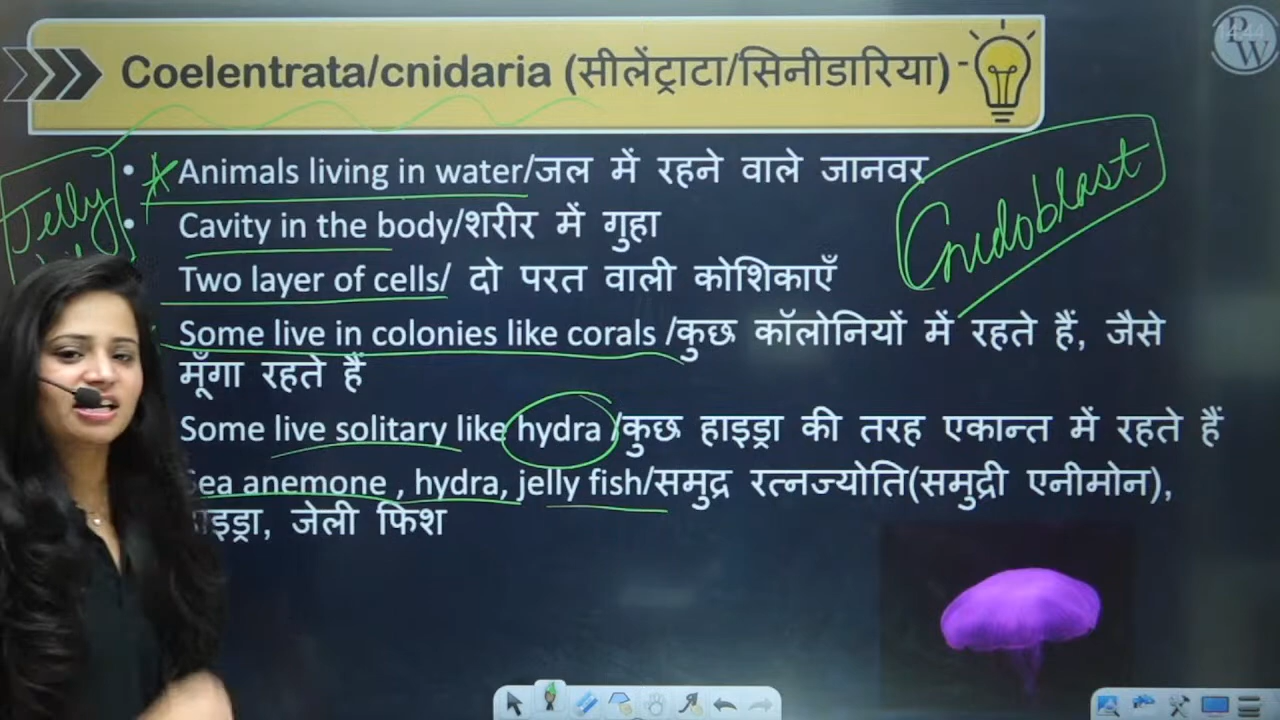 Coelentrata/cnidaria (सीलेंट्राटा/सिनीडारिया) -
PW
Animals living in water/जल में रहने वाले जानवर
Jelly
Cnidoblast
Cavity in the body/शरीर में गुहा
Two layer of cells/ दो परत वाली कोशिकाएँ
Some live in colonies like corals /कुछ कॉलोनियों में रहते हैं, जैसे
मूँगा रहते हैं
Some live solitary like hydra /कुछ हाइड्रा की तरह एकान्त में रहते हैं
Sea anemone , hydra, jelly fish/समुद्र रत्नज्योति(समुद्री एनीमोन),
हाइड्रा, जेली फिश